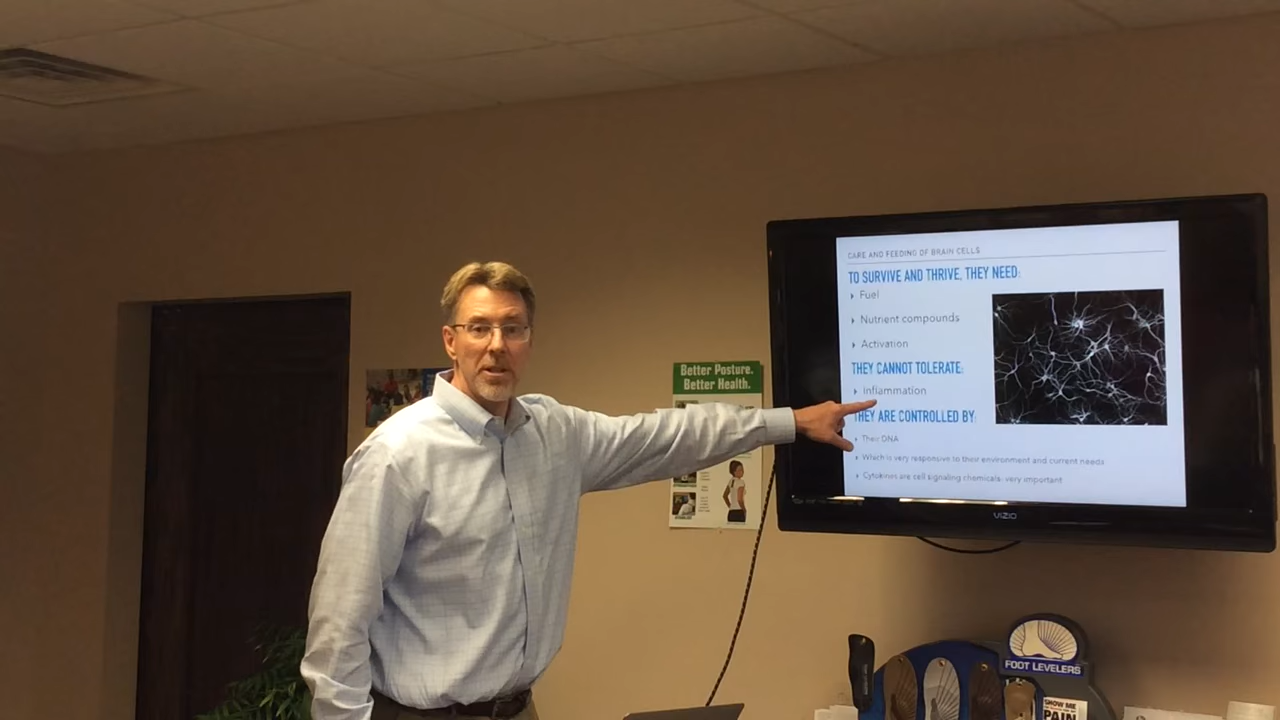 CARE AND FEEDING OF BRAIN CELLS
TO SURVIVE AND THRIVE, THEY NEED:
Fuel
Nutrient compounds
Activation
THEY CANNOT TOLERATE:
Inflammation
THEY ARE CONTROLLED BY:
Their DNA
Which is very responsive to their environment and current needs
Cytokines are cell signaling chemicals: very important
VIZIO
Better Posture.
Better Health.
FOOT LEVELERS
SHOW ME
PAIN